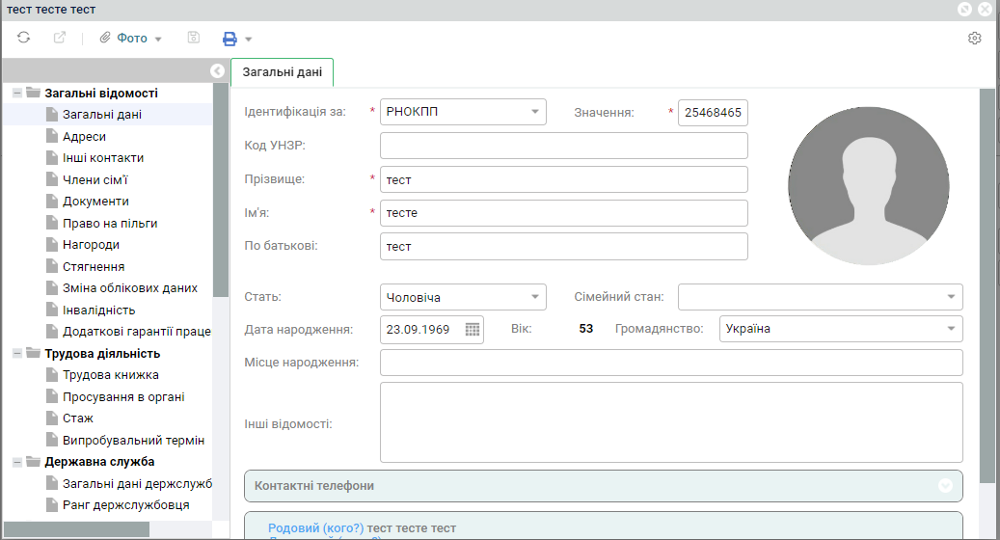 тест тесте тест
Фото
Загальні дані
Загальні відомості
Загальні дані
Адреси
Інші контакти
Члени сім'ї
Документи
Право на пільги
Нагороди
Стягнення
Зміна облікових даних
Інвалідність
Додаткові гарантії праце
Трудова діяльність
Трудова книжка
Просування в органі
Стаж
Випробувальний термін
Державна служба
Загальні дані держслужб
Ранг держслужбовця
Ідентифікація за: * РНОКПП Значення: * 25468465
Код УНЗР:
Прізвище: * тест
Ім'я: * тесте
По батькові: тест
Стать: Чоловіча Сімейний стан:
Дата народження: 23.09.1969 Вік: 53 Громадянство: Україна
Місце народження:
Інші відомості:
Контактні телефони
Родовий (кого?) тест тесте тест